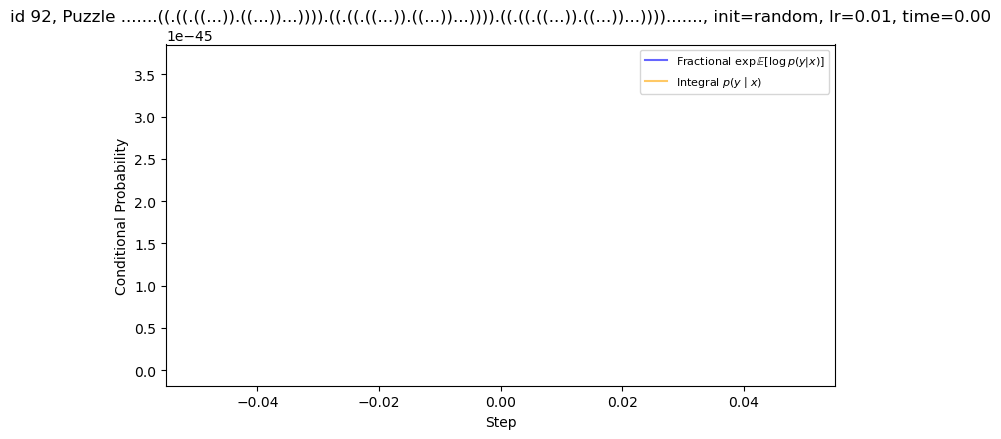 id 92, Puzzle .......((.((.((...)).((...))...)))).((.((.((...)).((...))...)))).((.((.((...)).((...))...))))......., init=random, lr=0.01, time=0.00
1e−45
Fractional exp𝔼[log p(y|x)]
Integral p(y | x)
3.5
3.0
2.5
2.0
1.5
1.0
0.5
0.0
Conditional Probability
−0.04
−0.02
0.00
0.02
0.04
Step